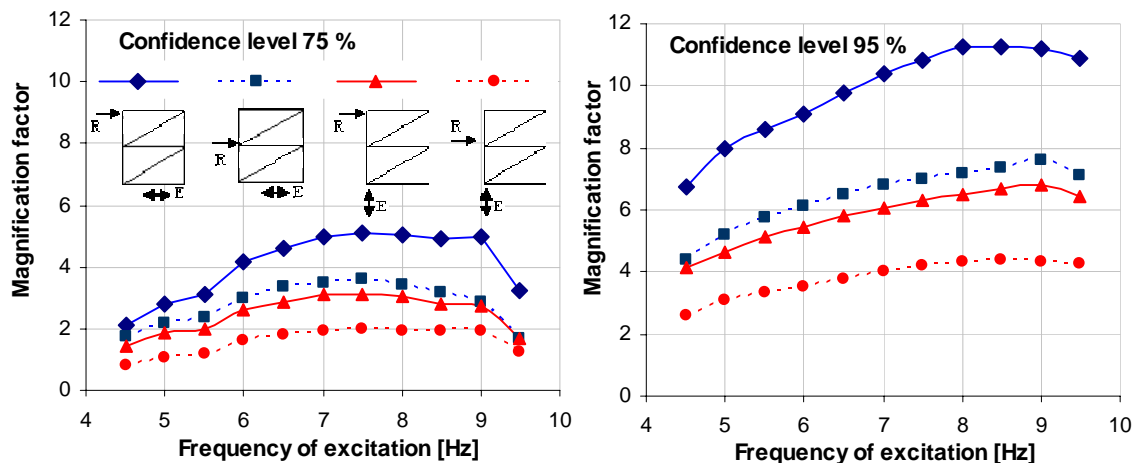 Confidence level 75 %
12
10
8
6
4
2
0
Magnification factor
R
R
R
R
E
E
E
E
4
5
6
7
8
9
10
Frequency of excitation [Hz]
Confidence level 95 %
12
10
8
6
4
2
0
Magnification factor
4
5
6
7
8
9
10
Frequency of excitation [Hz]